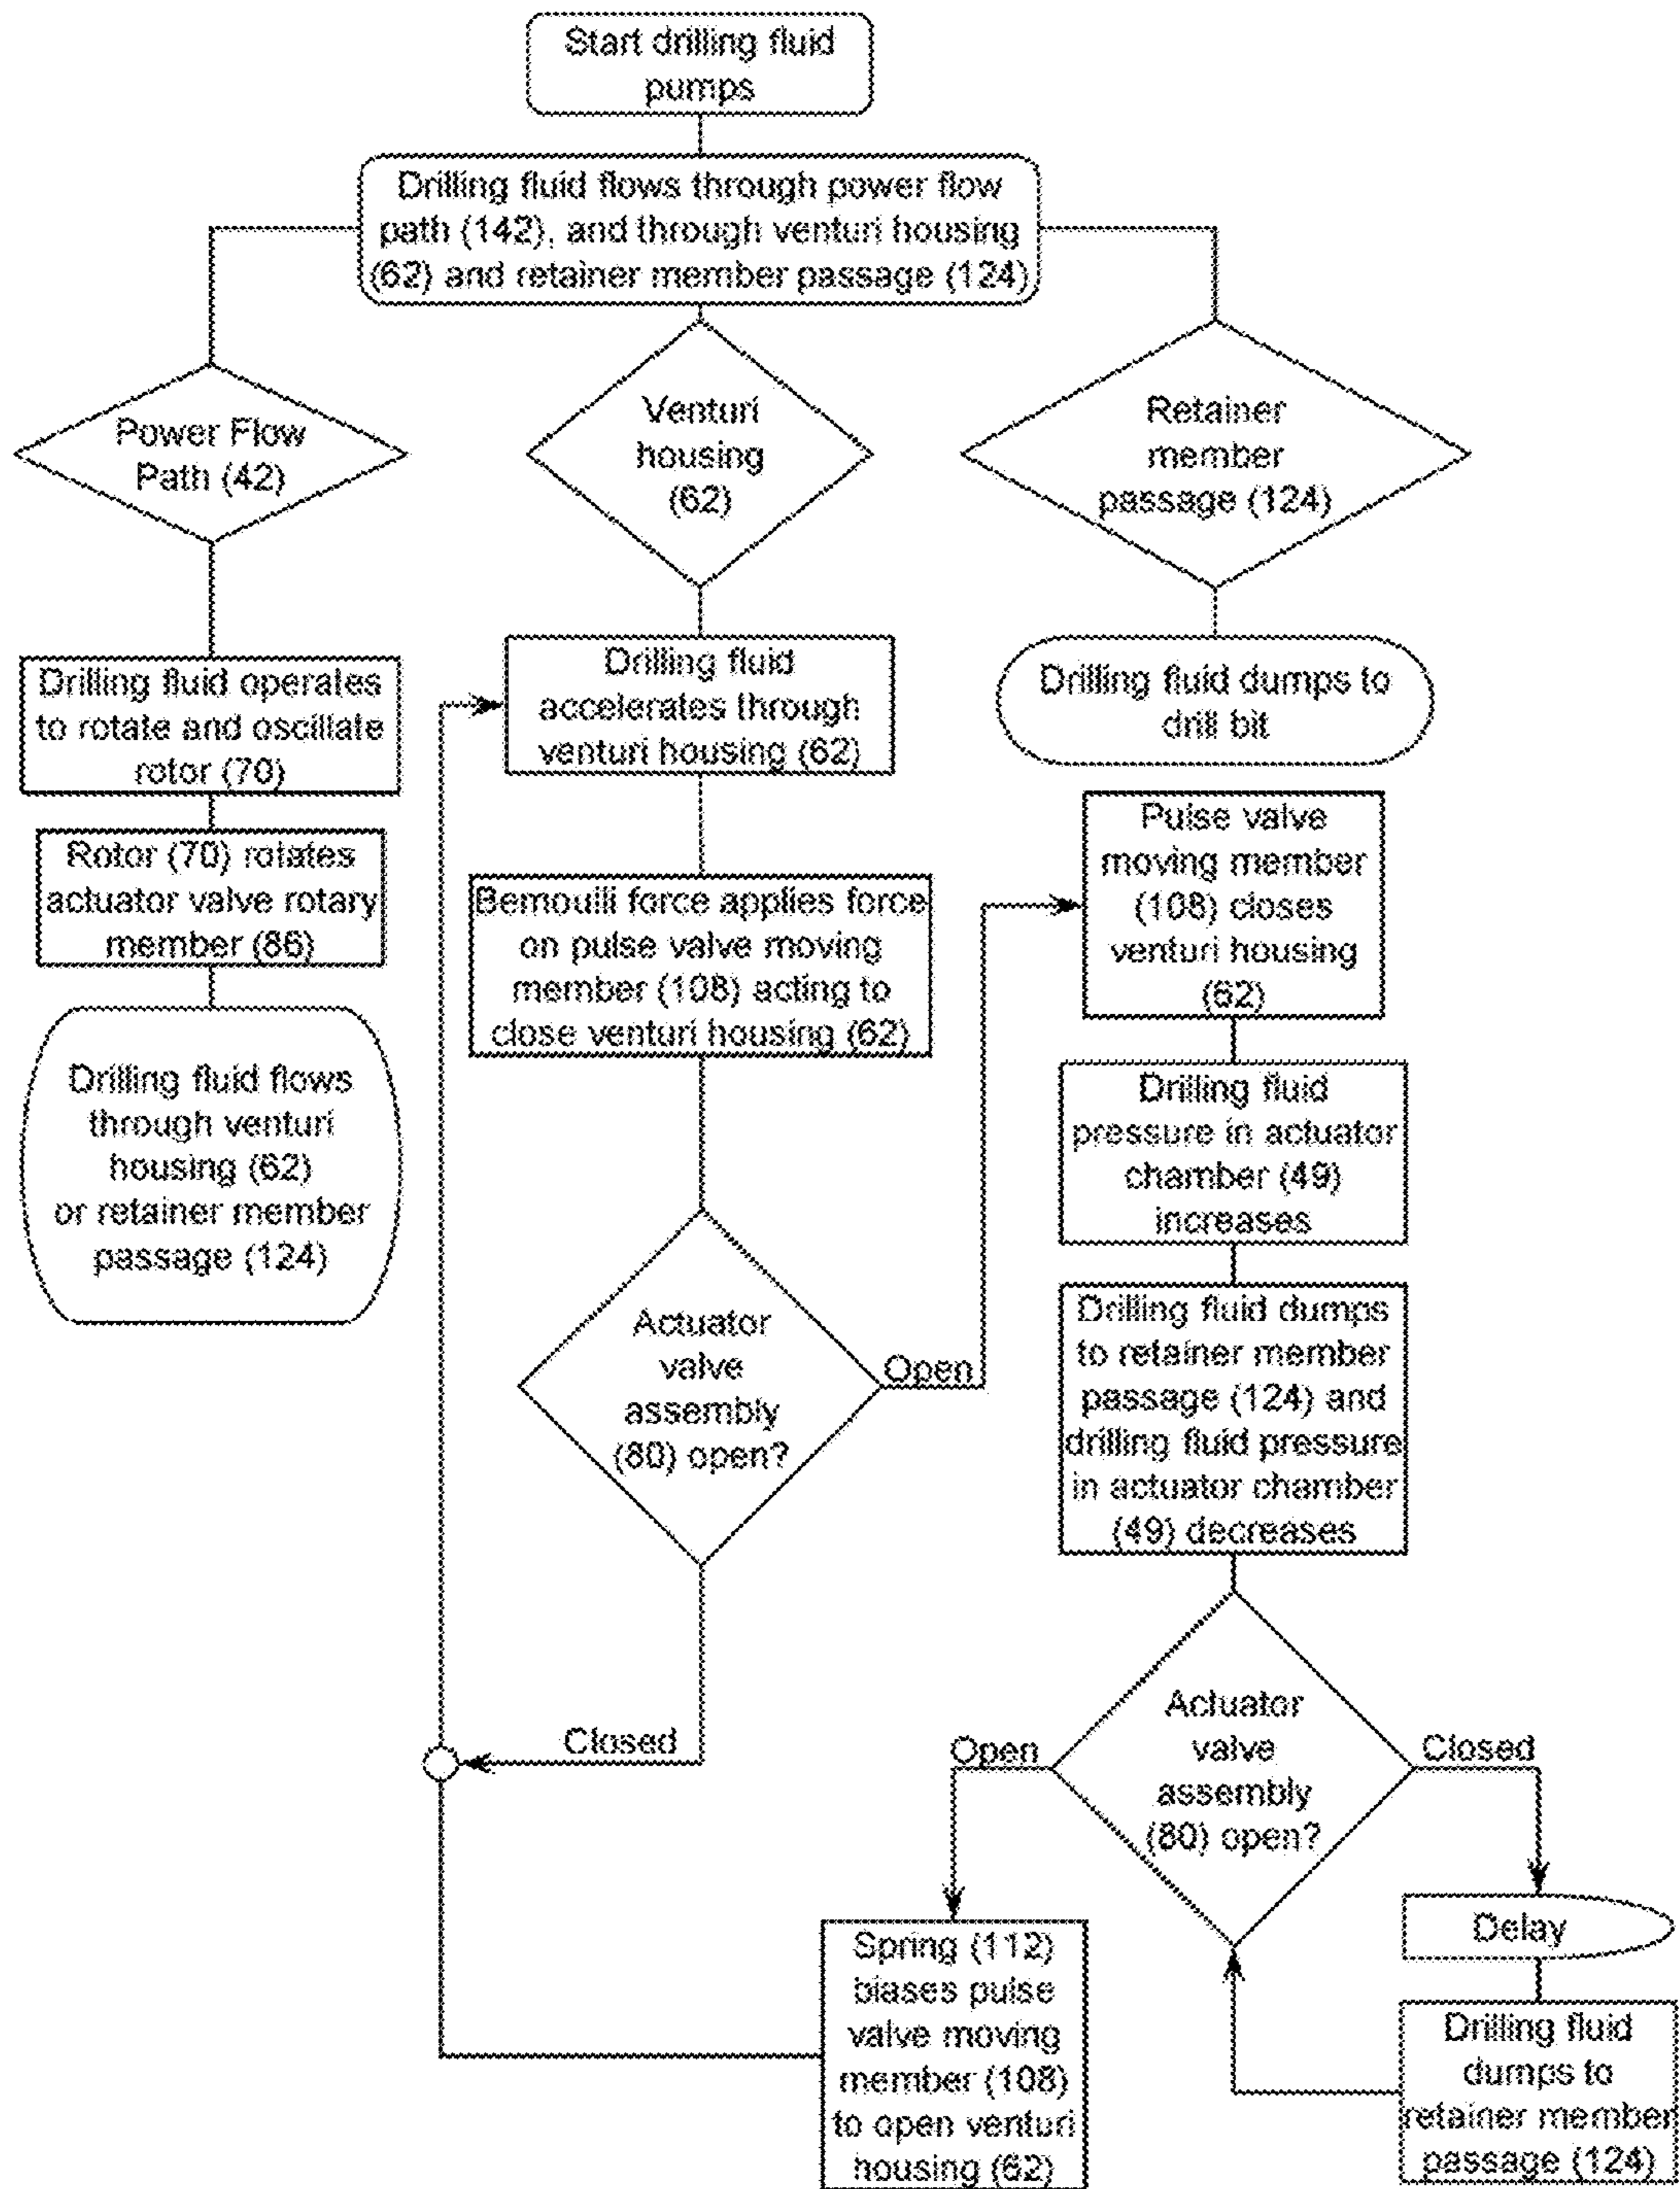 Start drilling fluid
pumps
Drilling fluid flows through power flow
path (142), and through venturi housing
(62) and retainer member passage (124)
Power Flow
Path (42)
Venturi
housing
(62)
Retainer
member
passage (124)
Drilling fluid operates
to rotate and oscillate
rotor (70)
Rotor (70) rotates
actuator valve rotary
member (86)
Drilling fluid flows
through venturi
housing (62)
or retainer member
passage (124)
Drilling fluid
accelerates through
venturi housing (62)
Bernouili force applies force
on pulse valve moving
member (108) acting to
close venturi housing (62)
Actuator
valve
assembly
(80) open?
Open
Closed
Drilling fluid dumps to
drill bit
Pulse valve
moving member
(108) closes
venturi housing
(62)
Drilling fluid
pressure in actuator
chamber (49)
increases
Drilling fluid dumps
to retainer member
passage (124) and
drilling fluid pressure
in actuator chamber
(49) decreases
Actuator
valve
assembly
(80) open?
Open
Closed
Spring (112)
biases pulse
valve moving
member (108)
to open venturi
housing (62)
Delay
Drilling fluid
dumps to
retainer member
passage (124)